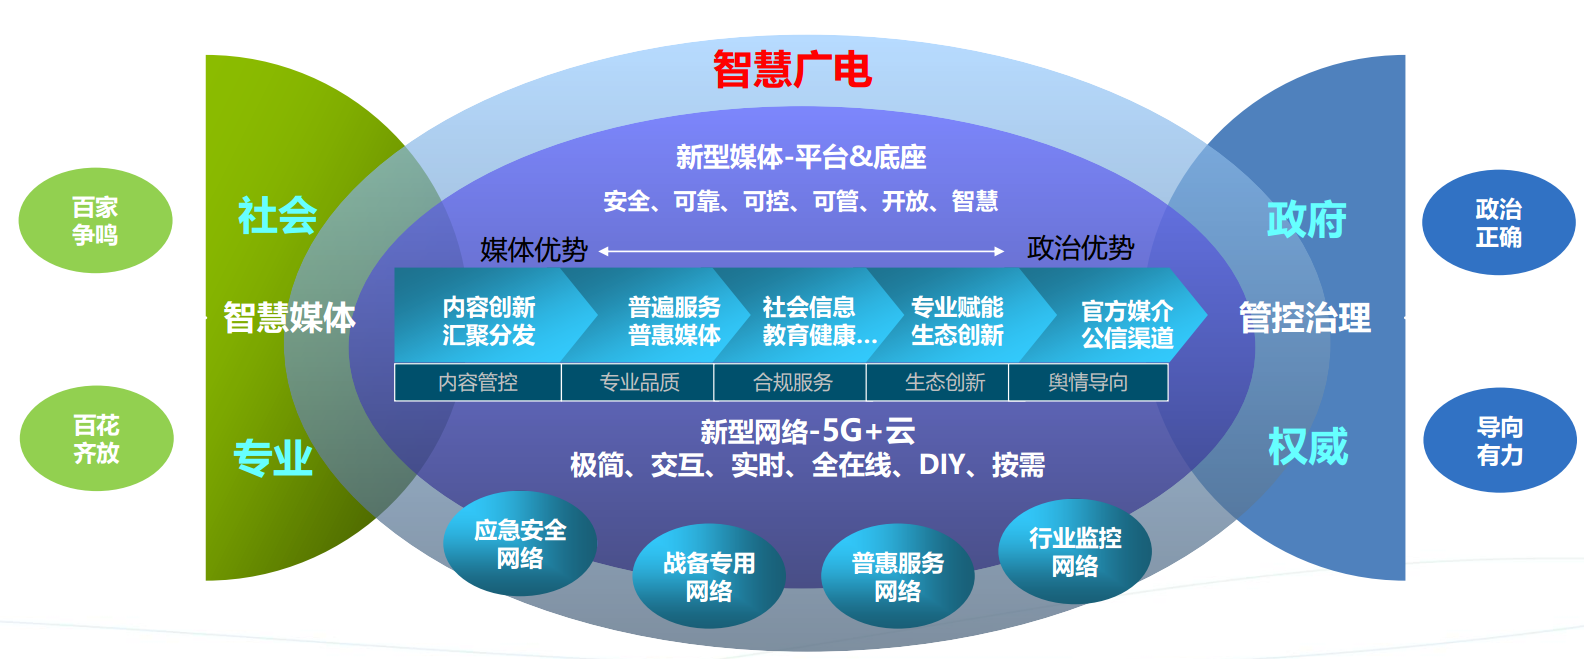 智慧广电
新型媒体-平台&底座
安全、可靠、可控、可管、开放、智慧
百家
争鸣
百花
齐放
社会
智慧媒体
专业
媒体优势
政治优势
内容创新
汇聚分发
普遍服务
普惠媒体
社会信息
教育健康...
专业赋能
生态创新
官方媒介
公信渠道
内容管控
专业品质
合规服务
生态创新
舆情导向
新型网络-5G+云
极简、交互、实时、全在线、DIY、按需
应急安全
网络
战备专用
网络
普惠服务
网络
行业监控
网络
政府
管控治理
权威
政治
正确
导向
有力